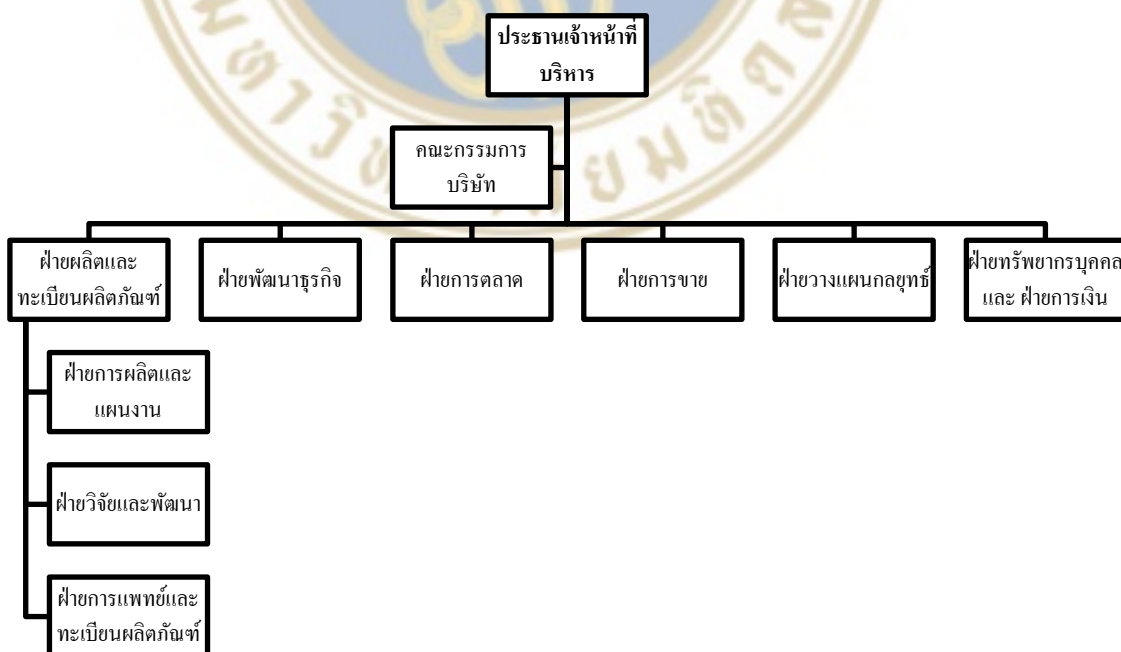 ประธานเจ้าหน้าที่
บริหาร
คณะกรรมการ
บริษัท
ฝ่ายผลิตและ
ทะเบียนผลิตภัณฑ์
ฝ่ายพัฒนาธุรกิจ
ฝ่ายการตลาด
ฝ่ายการขาย
ฝ่ายวางแผนกลยุทธ์
ฝ่ายทรัพยากรบุคคล
และ ฝ่ายการเงิน
ฝ่ายการผลิตและ
แผนงาน
ฝ่ายวิจัยและพัฒนา
ฝ่ายการแพทย์และ
ทะเบียนผลิตภัณฑ์